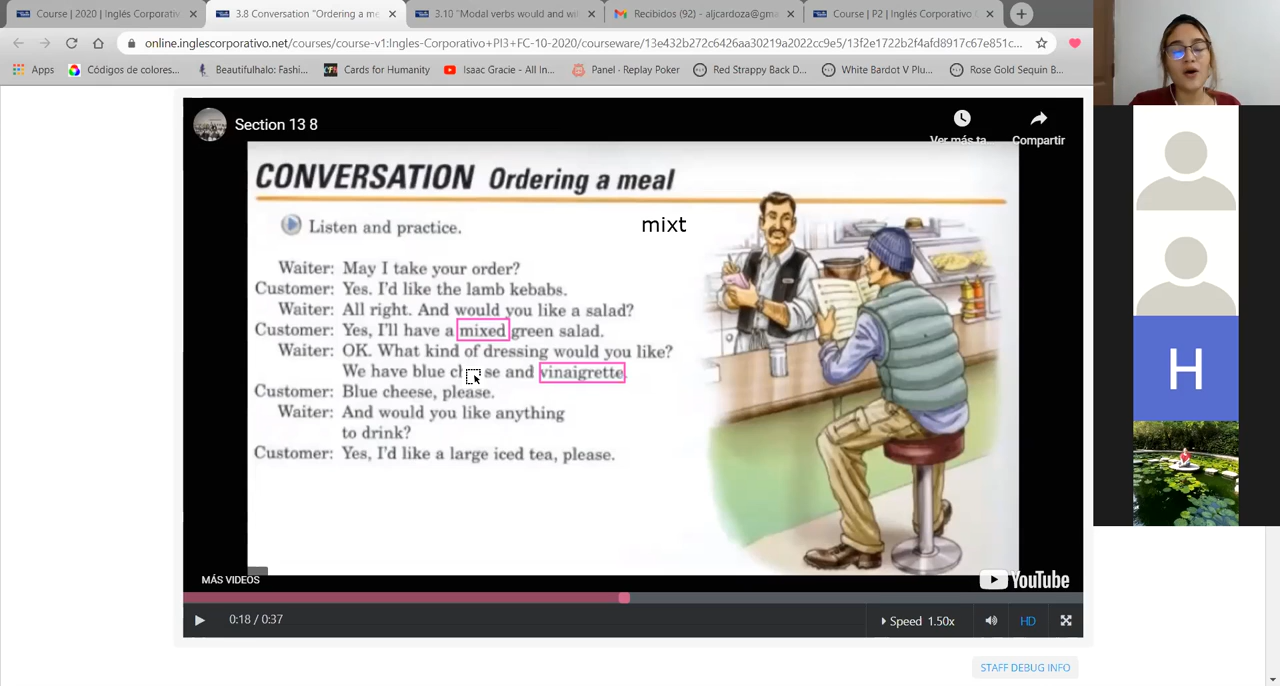 Course | 2020 | Inglés Corporativ
3.8 Conversation "Ordering a me
3.10 "Modal verbs would and wi
Recibidos (92) - aljcardoza@gma
Course | P2 | Inglés Corporativo
online.inglescorporativo.net/courses/course-v1:Ingles-Corporativo+PI3+FC-10-2020/courseware/13e432b272c6426aa30219a2022cc9e5/13f2e1722b2f4afd8917c67e851c...
Apps
Códigos de colores...
Beautifulhalo: Fashi...
Cards for Humanity
Isaac Gracie - All In...
Panel · Replay Poker
Red Strappy Back D...
White Bardot V Plu...
Rose Gold Sequin B...
Section 13 8
Ver más ta
Compartir
CONVERSATION Ordering a meal
mixt
Listen and practice.
Waiter: May I take your order?
Customer: Yes. I'd like the lamb kebabs.
Waiter: All right. And would you like a salad?
Customer: Yes, I'll have a mixed green salad.
Waiter: OK. What kind of dressing would you like?
We have blue ch se and vinaigrette.
Customer: Blue cheese, please.
Waiter: And would you like anything
to drink?
Customer: Yes, I'd like a large iced tea, please.
H
MÁS VIDEOS
YouTube
0:18 / 0:37
Speed 1.50x
HD
STAFF DEBUG INFO